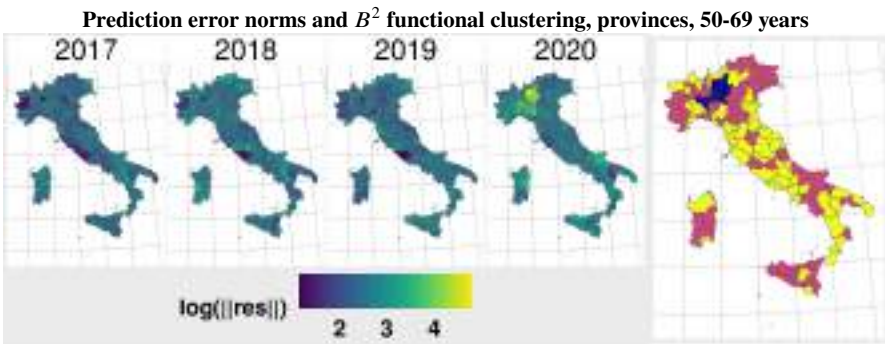 Prediction error norms and B² functional clustering, provinces, 50-69 years
2017 2018 2019 2020
log(||res||)
2 3 4